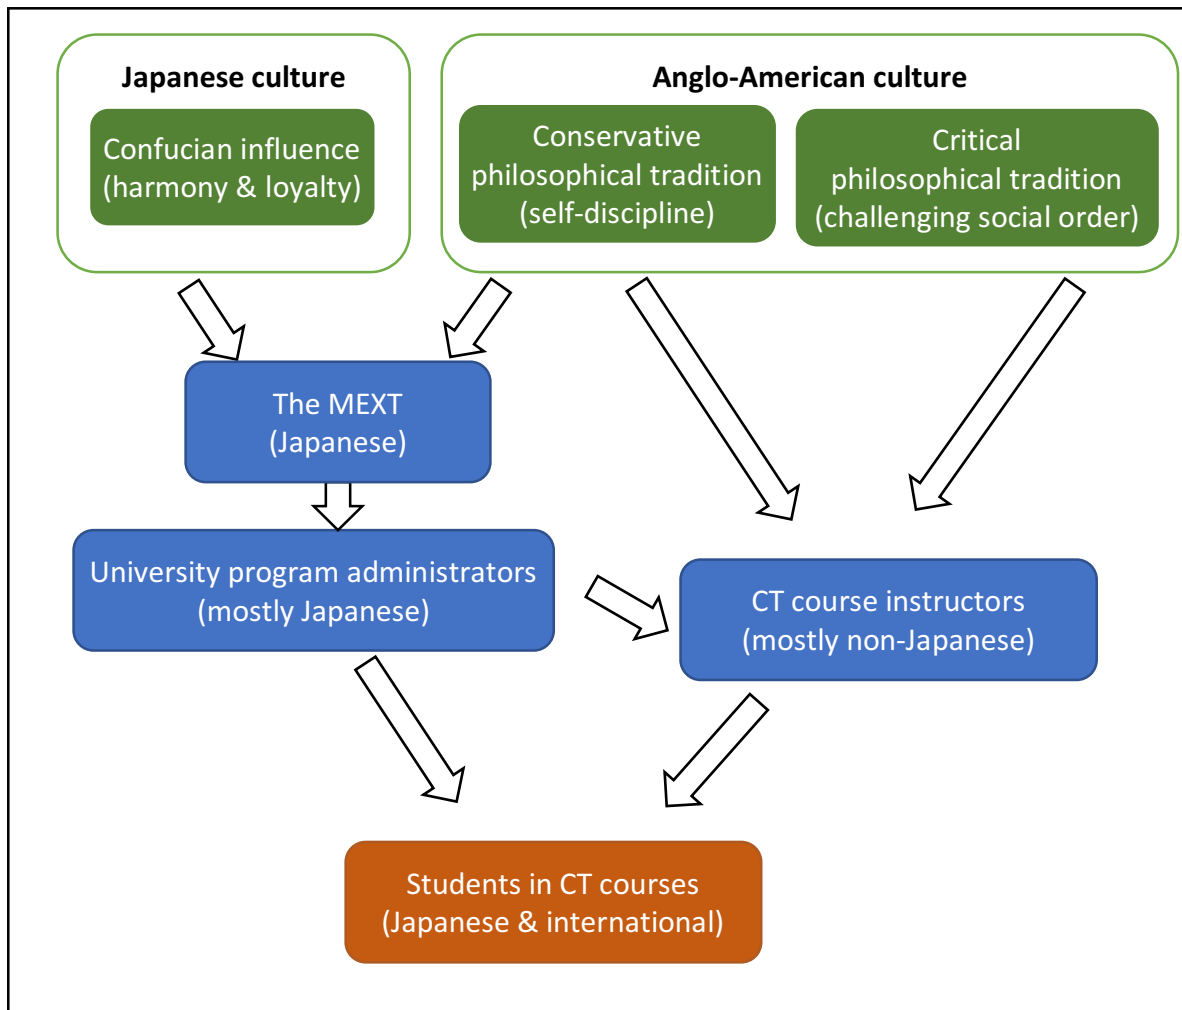 Japanese culture
Confucian influence
(harmony & loyalty)
Anglo-American culture
Conservative
philosophical tradition
(self-discipline)
Critical
philosophical tradition
(challenging social order)
The MEXT
(Japanese)
University program administrators
(mostly Japanese)
CT course instructors
(mostly non-Japanese)
Students in CT courses
(Japanese & international)